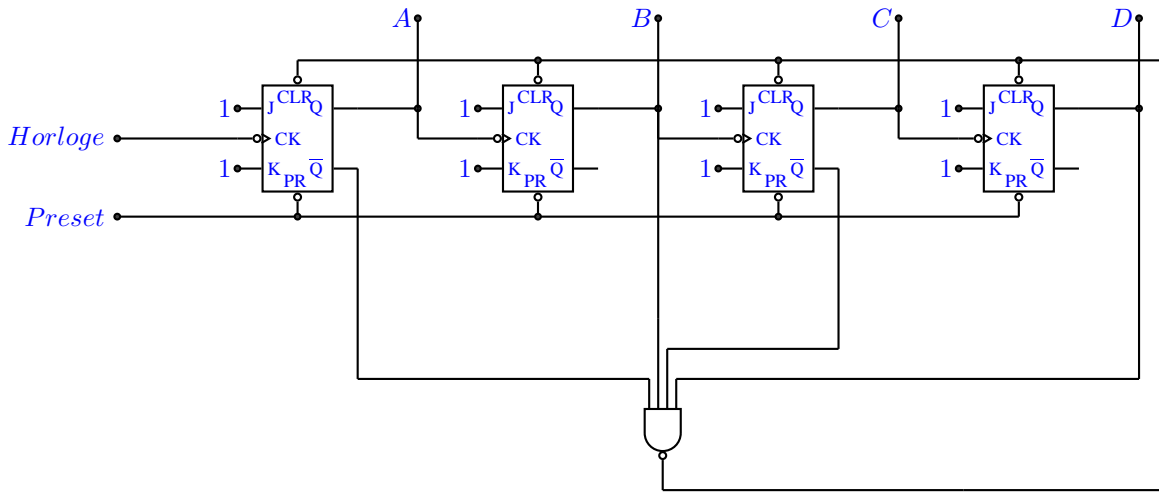 A B C D
CLR CLR CLR CLR
1 J Q 1 J Q 1 J Q 1 J Q
Horloge CK CK CK CK
1 K Q̅ 1 K Q̅ 1 K Q̅ 1 K Q̅
PR PR PR PR
Preset